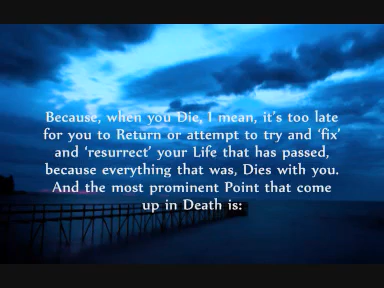 Because, when you Die, I mean, it's too late
for you to Return or attempt to try and 'fix'
and 'resurrect' your Life that has passed,
because everything that was, Dies with you.
And the most prominent Point that come
up in Death is: